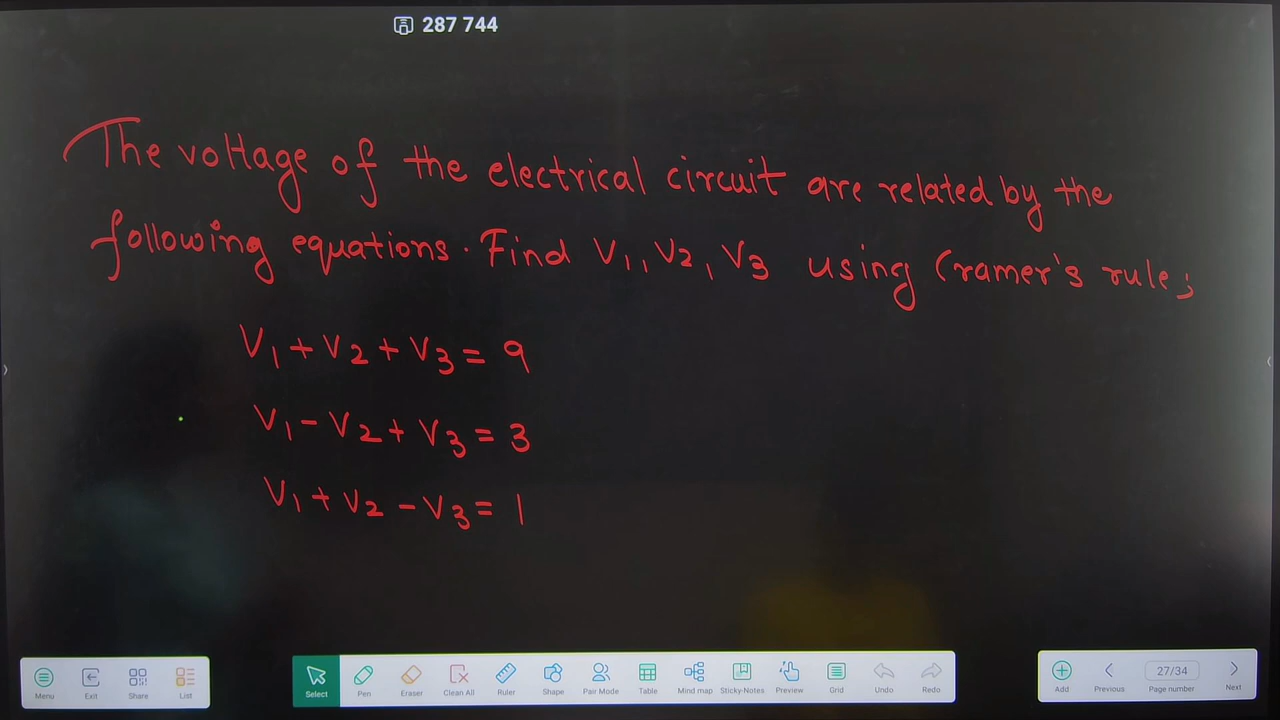 287 744
The voltage of the electrical circuit are related by the
following equations. Find V1, V2, V3 using Cramer's rule;
V1 + V2 + V3 = 9
V1 - V2 + V3 = 3
V1 + V2 - V3 = 1
Menu Exit Share List Select Pen Eraser Clean All Ruler Shape Pair Mode Table Mind map Sticky-Notes Preview Grid Undo Redo Add Previous 27/34 Page number Next